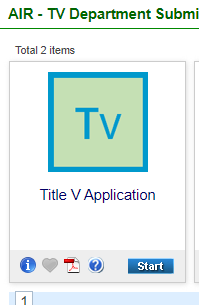 AIR - TV Department Submi
Total 2 items
Tv
Title V Application
Start
1